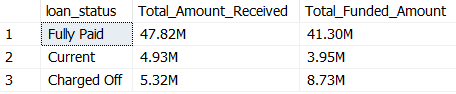 loan_status Total_Amount_Received Total_Funded_Amount
1 Fully Paid 47.82M 41.30M
2 Current 4.93M 3.95M
3 Charged Off 5.32M 8.73M